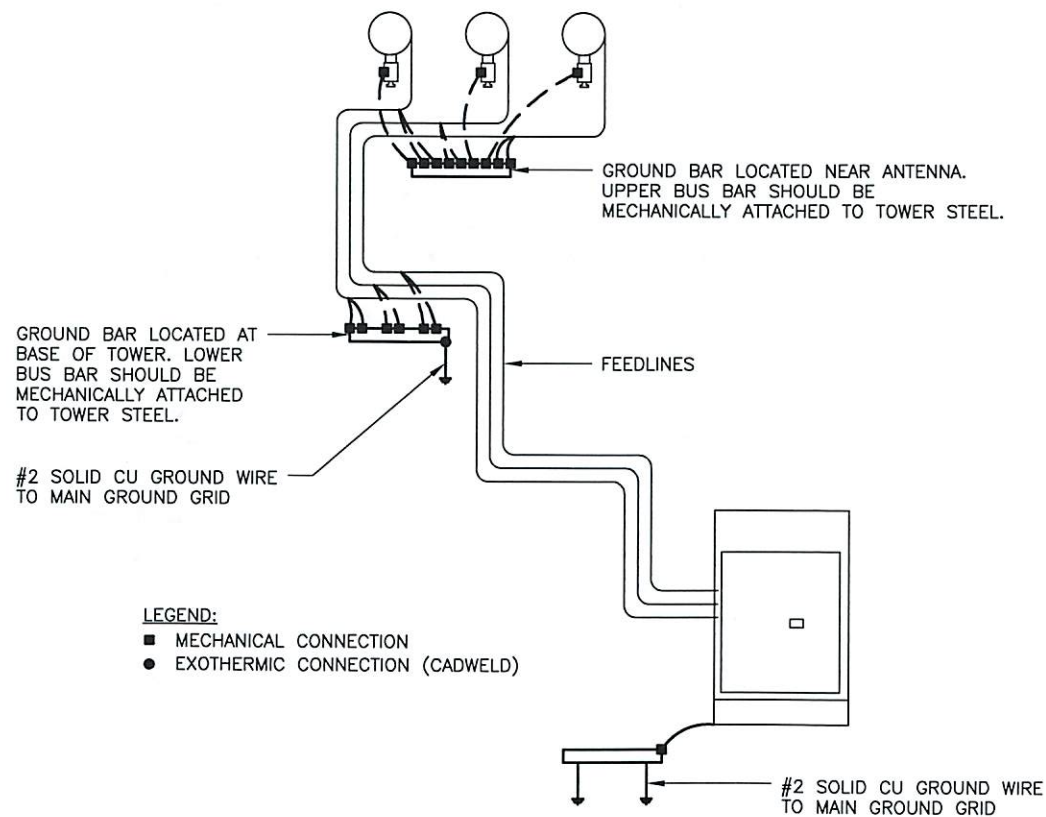 GROUND BAR LOCATED NEAR ANTENNA.
UPPER BUS BAR SHOULD BE
MECHANICALLY ATTACHED TO TOWER STEEL.
GROUND BAR LOCATED AT
BASE OF TOWER. LOWER
BUS BAR SHOULD BE
MECHANICALLY ATTACHED
TO TOWER STEEL.
FEEDLINES
#2 SOLID CU GROUND WIRE
TO MAIN GROUND GRID
LEGEND:
MECHANICAL CONNECTION
EXOTHERMIC CONNECTION (CADWELD)
#2 SOLID CU GROUND WIRE
TO MAIN GROUND GRID